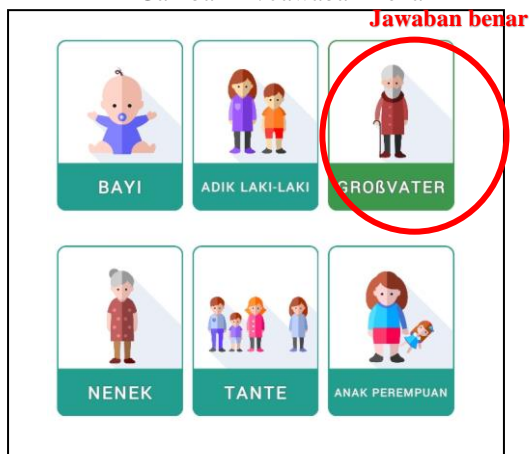 Jawaban benar
BAYI
ADIK LAKI-LAKI
GROßVATER
NENEK
TANTE
ANAK PEREMPUAN